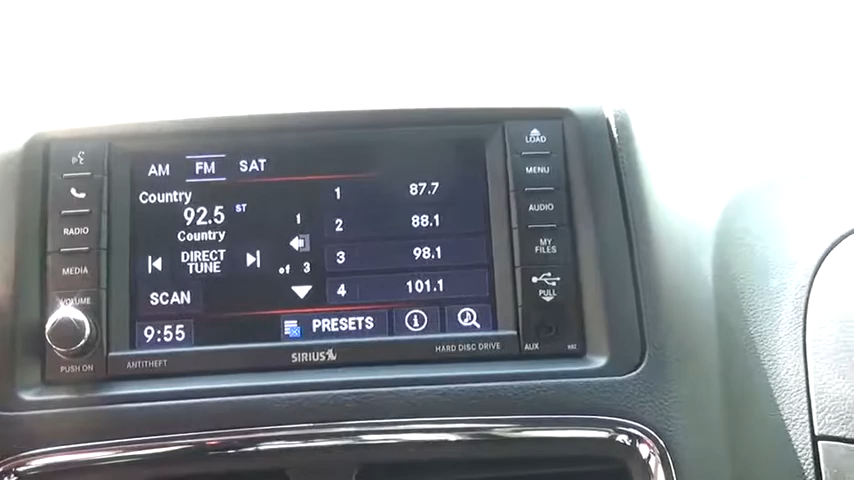 AM FM SAT
Country
92.5 ST
Country
DIRECT
TUNE
SCAN
9:55
1
of 3
1 87.7
2 88.1
3 98.1
4 101.1
PRESETS
i
RADIO
MEDIA
VOLUME
PUSH ON
ANTITHEFT
SIRIUS
HARD DISC DRIVE
LOAD
MENU
AUDIO
MY
FILES
PULL
AUX